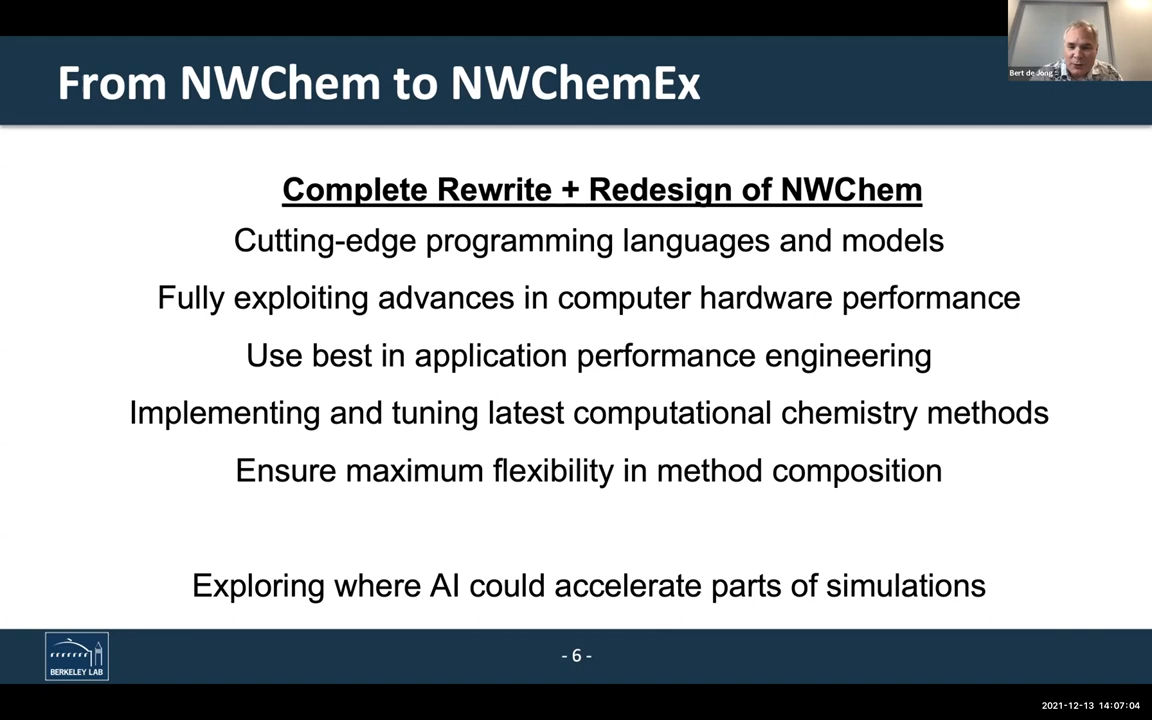 From NWChem to NWChemEx
Bert de Jong
Complete Rewrite + Redesign of NWChem
Cutting-edge programming languages and models
Fully exploiting advances in computer hardware performance
Use best in application performance engineering
Implementing and tuning latest computational chemistry methods
Ensure maximum flexibility in method composition
Exploring where AI could accelerate parts of simulations
BERKELEY LAB
- 6 -
2021-12-13 14:07:04